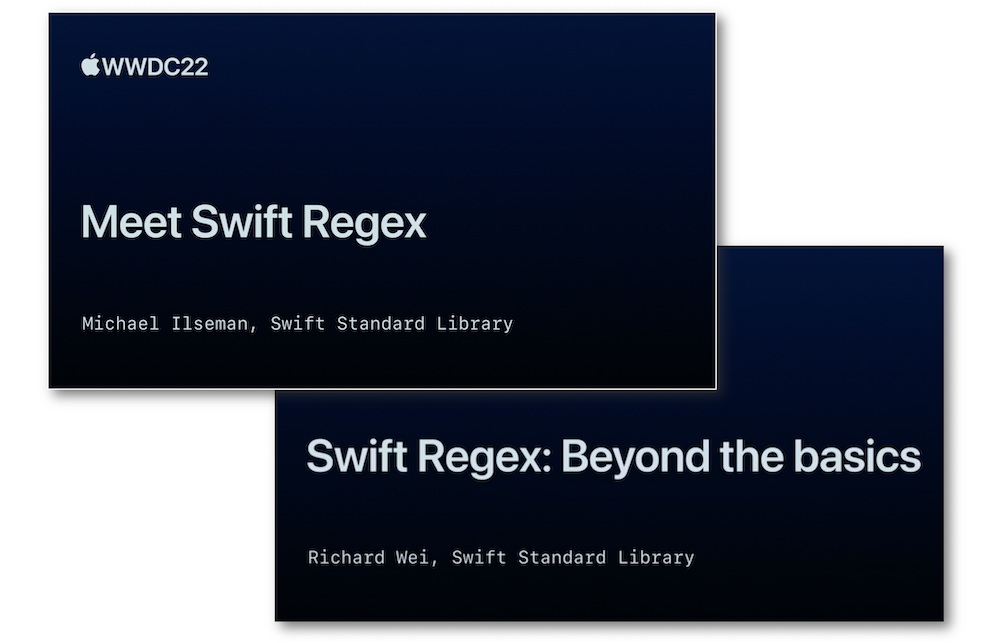 WWDC22
Meet Swift Regex
Michael Ilseman, Swift Standard Library
Swift Regex: Beyond the basics
Richard Wei, Swift Standard Library